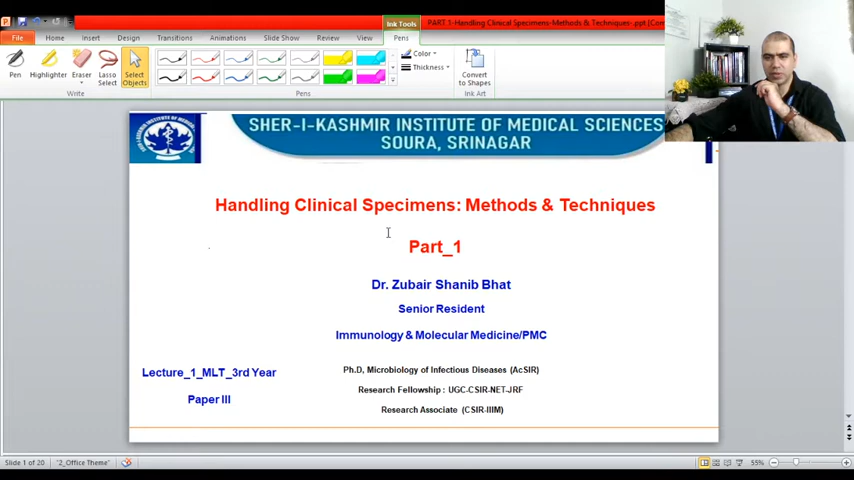 Ink Tools
PART 1-Handling Clinical Specimens-Methods & Techniques-.ppt [Com
File Home Insert Design Transitions Animations Slide Show Review View Pens
Pen
Highlighter
Eraser
Lasso Select
Select Objects
Color
Thickness
Convert to Shapes
Write
Pens
Ink Art
SHER-I-KASHMIR INSTITUTE OF MEDICAL SCIENCES
SOURA, SRINAGAR
Handling Clinical Specimens: Methods & Techniques
Part_1
Dr. Zubair Shanib Bhat
Senior Resident
Immunology & Molecular Medicine/PMC
Lecture_1_MLT_3rd Year
Paper III
Ph.D, Microbiology of Infectious Diseases (AcSIR)
Research Fellowship : UGC-CSIR-NET-JRF
Research Associate (CSIR-IIIM)
Slide 1 of 20
"2_Office Theme"
55%